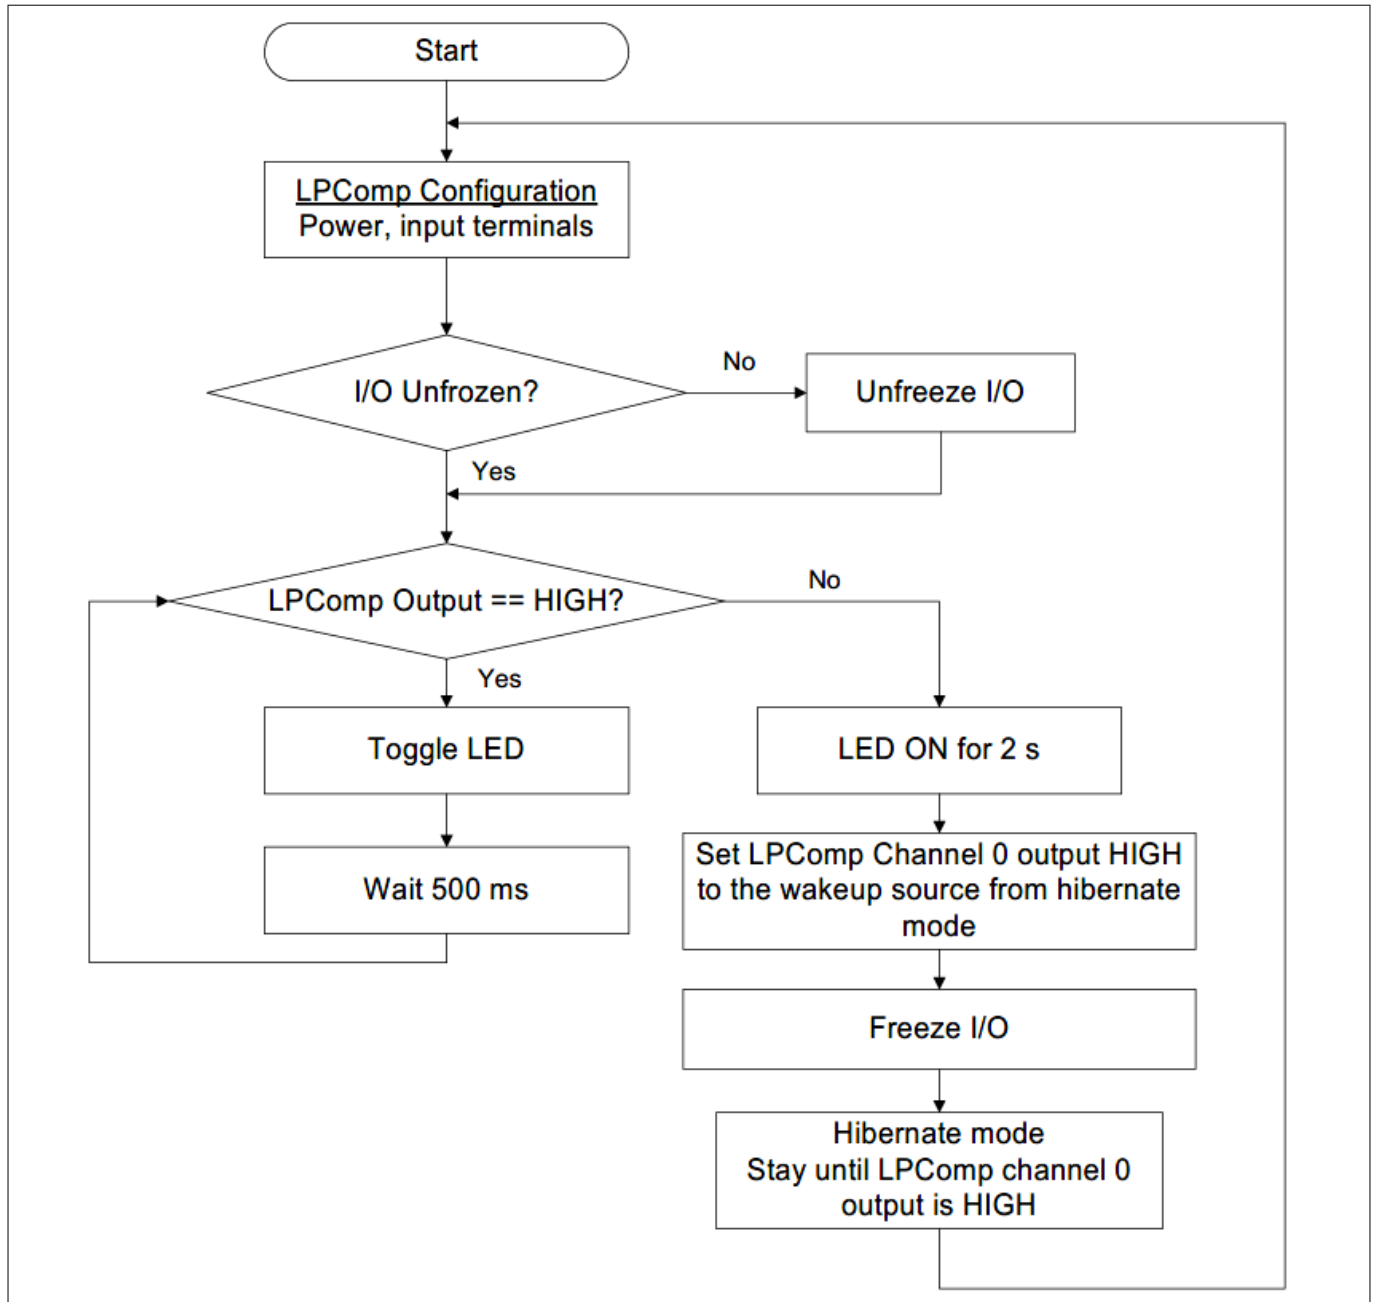 Start
LPComp Configuration
Power, input terminals
I/O Unfrozen?
No
Unfreeze I/O
Yes
LPComp Output == HIGH?
No
Yes
Toggle LED
LED ON for 2 s
Wait 500 ms
Set LPComp Channel 0 output HIGH
to the wakeup source from hibernate
mode
Freeze I/O
Hibernate mode
Stay until LPComp channel 0
output is HIGH